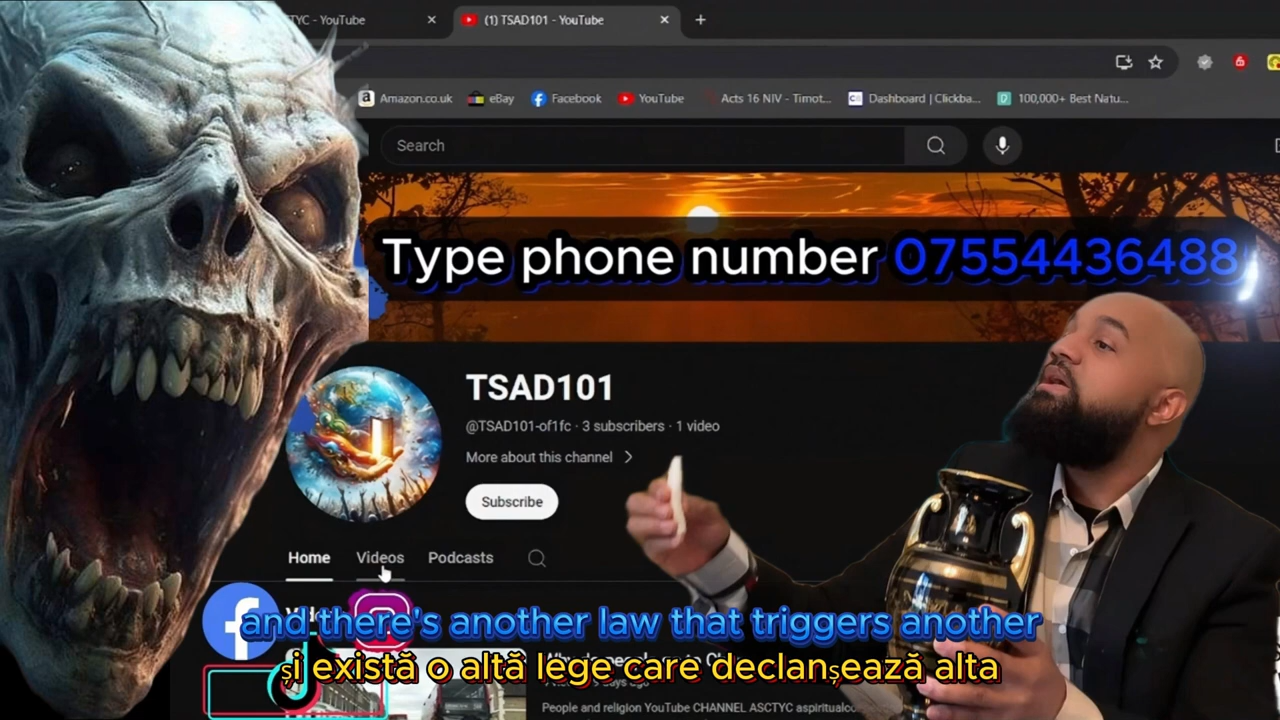 TYC - YouTube
(1) TSAD101 - YouTube
Amazon.co.uk eBay Facebook YouTube Acts 16 NIV - Timot... Dashboard | Clickba... 100,000+ Best Natu...
Search
Type phone number 07554436488
TSAD101
@TSAD101-of1fc · 3 subscribers · 1 video
More about this channel
Subscribe
Home Videos Podcasts
and there's another law that triggers another
și există o altă lege care declanșează alta
People and religion YouTube CHANNEL ASCTYC aspiritualco